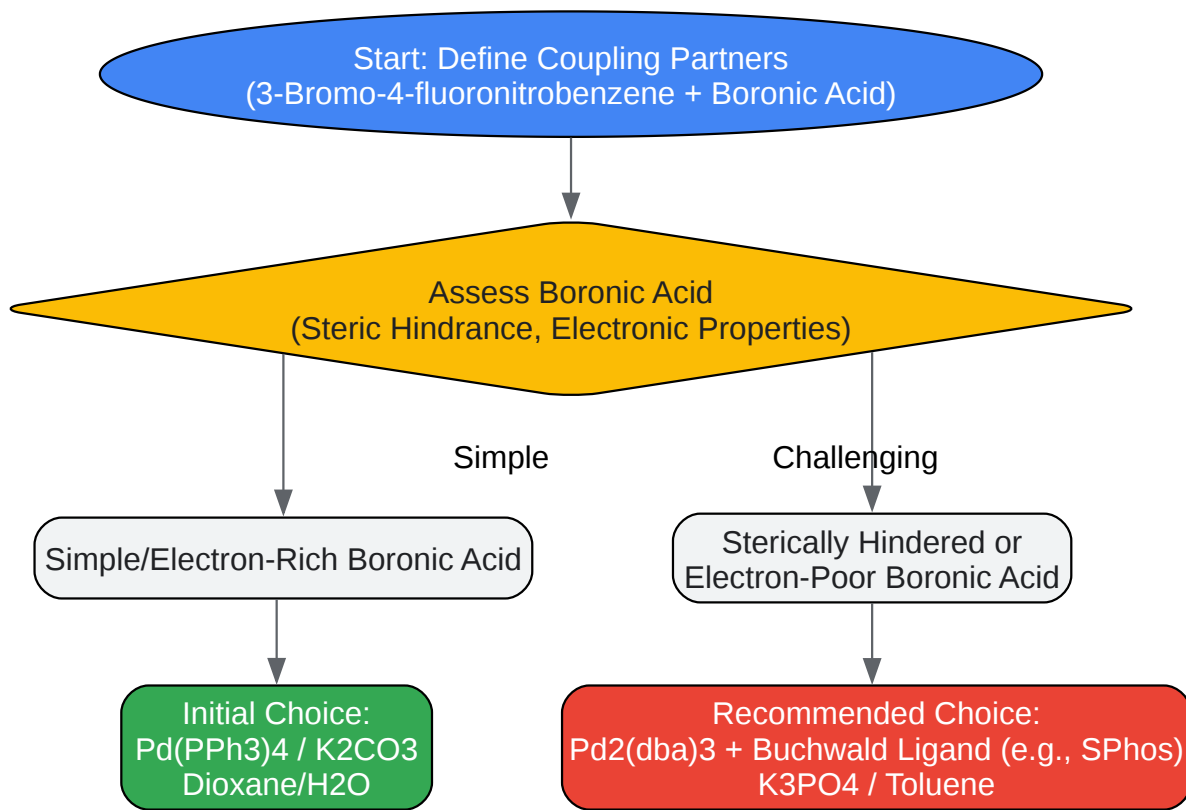 Start: Define Coupling Partners
(3-Bromo-4-fluoronitrobenzene + Boronic Acid)
Assess Boronic Acid
(Steric Hindrance, Electronic Properties)
Simple
Challenging
Simple/Electron-Rich Boronic Acid
Sterically Hindered or
Electron-Poor Boronic Acid
Initial Choice:
Pd(PPh3)4 / K2CO3
Dioxane/H2O
Recommended Choice:
Pd2(dba)3 + Buchwald Ligand (e.g., SPhos)
K3PO4 / Toluene